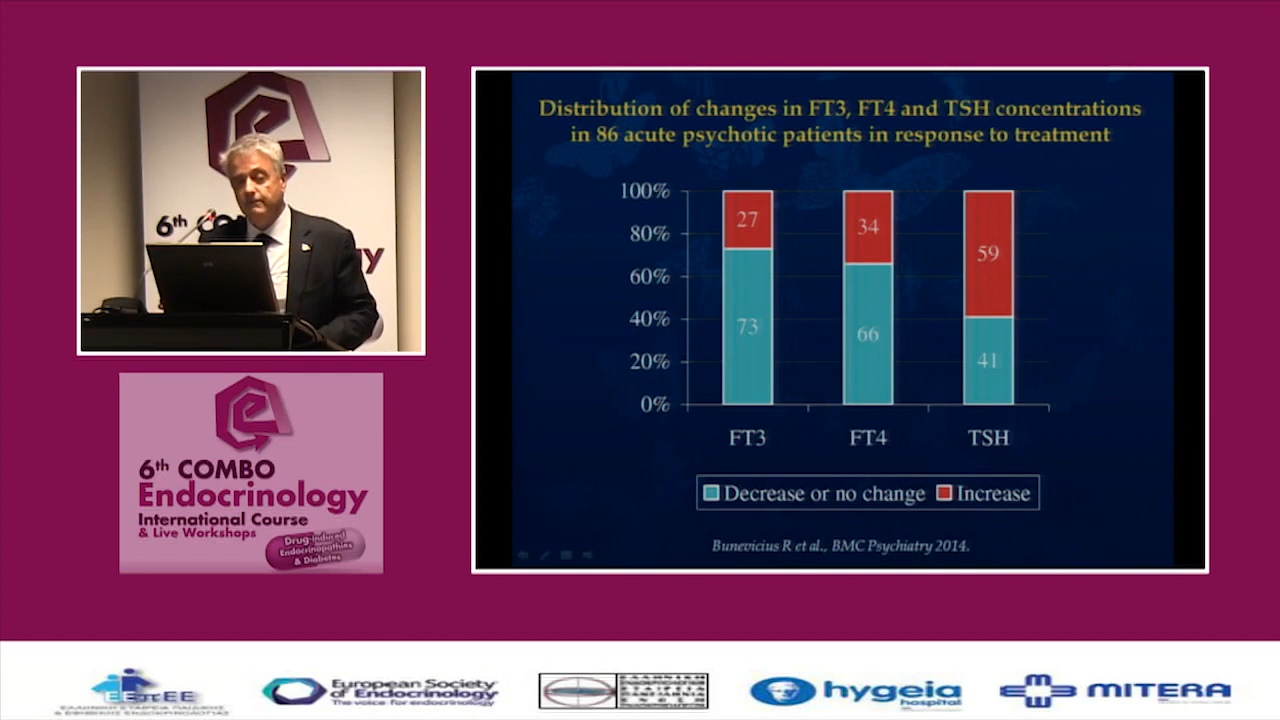 6th CO
gy
6th COMBO
Endocrinology
International Course
& Live Workshops
Drug-induced
Endocrinopathies
& Diabetes
Distribution of changes in FT3, FT4 and TSH concentrations
in 86 acute psychotic patients in response to treatment
100%
80%
60%
40%
20%
0%
27
34
59
73
66
41
FT3
FT4
TSH
Decrease or no change
Increase
Bunevicius R et al., BMC Psychiatry 2014.
European Society
of Endocrinology
The voice for endocrinology
hygeia
hospital
MITERA